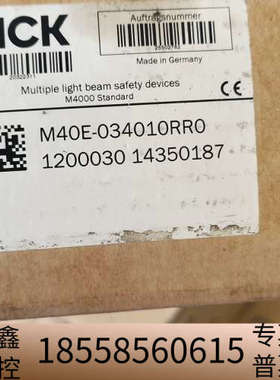 ICK
Auftragsnummer
Made in Germany
Multiple light beam safety devices
M4000 Standard
CE
M40E-034010RR0
1200030 14350187
鑫
控
18558560615
专
普